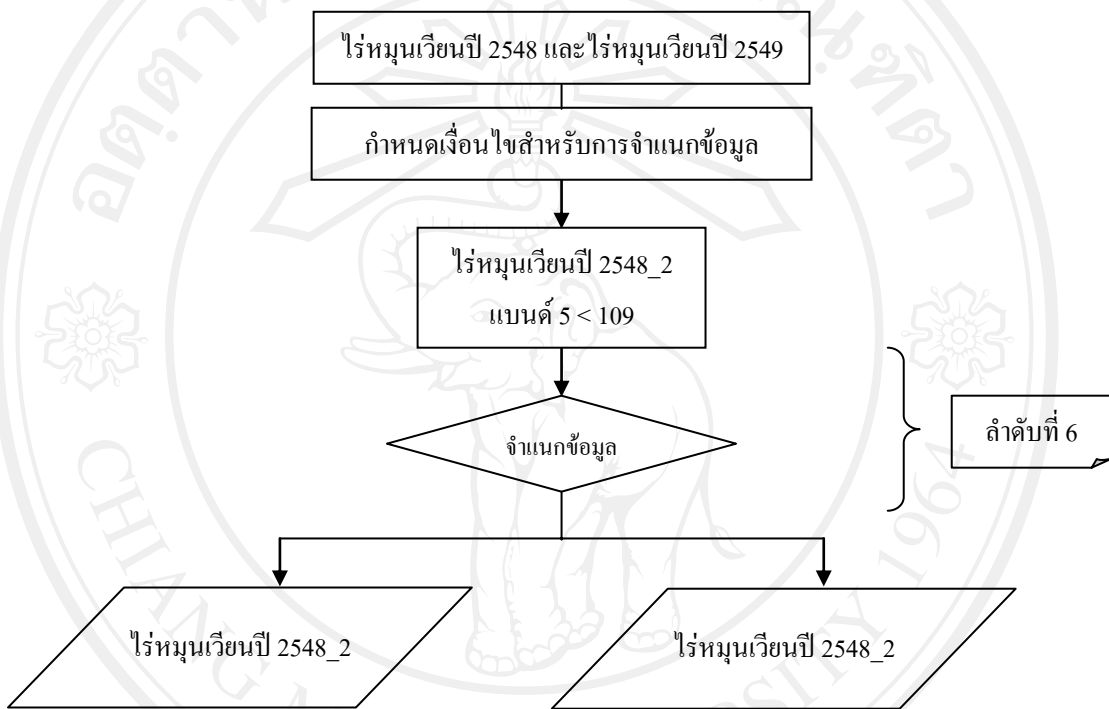 ไร่หมุนเวียนปี 2548 และไร่หมุนเวียนปี 2549
กำหนดเงื่อนไขสำหรับการจำแนกข้อมูล
ไร่หมุนเวียนปี 2548_2
แบนด์ 5 < 109
จำแนกข้อมูล
ลำดับที่ 6
ไร่หมุนเวียนปี 2548_2
ไร่หมุนเวียนปี 2548_2